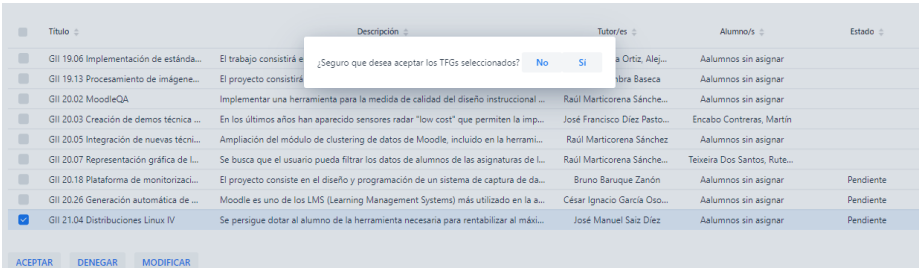 Título Descripción Tutor/es Alumno/s Estado
¿Seguro que desea aceptar los TFGs seleccionados? No Si
GII 19.06 Implementación de estánda... El trabajo consistirá e Ortiz, Alej... Aalumnos sin asignar
GII 19.13 Procesamiento de imágene... El proyecto consistirá Baseca Aalumnos sin asignar
GII 20.02 MoodleQA Implementar una herramienta para la medida de calidad del diseño instruccional ... Raúl Marticorena Sánche... Aalumnos sin asignar
GII 20.03 Creación de demos técnica ... En los últimos años han aparecido sensores radar "low cost" que permiten la imp... José Francisco Díez Pasto... Encabo Contreras, Martín
GII 20.05 Integración de nuevas técni... Ampliación del módulo de clustering de datos de Moodle, incluido en la herrami... Raúl Marticorena Sánchez Aalumnos sin asignar
GII 20.07 Representación gráfica de l... Se busca que el usuario pueda filtrar los datos de alumnos de las asignaturas de l... Raúl Marticorena Sánche... Teixeira Dos Santos, Rute...
GII 20.18 Plataforma de monitorizaci... El proyecto consiste en el diseño y programación de un sistema de captura de da... Bruno Baruque Zanón Aalumnos sin asignar Pendiente
GII 20.26 Generación automática de ... Moodle es uno de los LMS (Learning Management Systems) más utilizado en la a... César Ignacio García Oso... Aalumnos sin asignar Pendiente
GII 21.04 Distribuciones Linux IV Se persigue dotar al alumno de la herramienta necesaria para rentabilizar al máxi... José Manuel Saiz Díez Aalumnos sin asignar Pendiente
ACEPTAR DENEGAR MODIFICAR